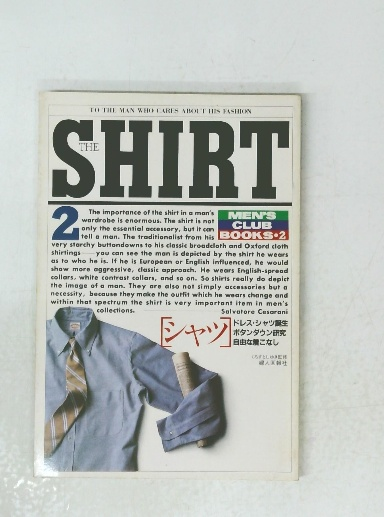 TO THE MAN WHO CARES ABOUT HIS FASHION
THE SHIRT
2
The importance of the shirt in a man's
wardrobe is enormous. The shirt is not
only the essential accessory, but it can
tell a man. The traditionalist from his
very starchy buttondowns to his classic broadcloth and Oxford cloth
shirtings — you can see the man is depicted by the shirt he wears
as to who he is. If he is European or English influenced, he would
show more aggressive, classic approach. He wears English-spread
collars, white contrast collars, and so on. So shirts really do depict
the image of a man. They are also not simply accessories but a
necessity, because they make the outfit which he wears change and
within that spectrum the shirt is very important item in men's
collections. Salvatore Cesarani
MEN'S
CLUB
BOOKS・2
[シャツ]
ドレス・シャツ誕生
ボタンダウン研究
自由な着こなし
婦人画報社